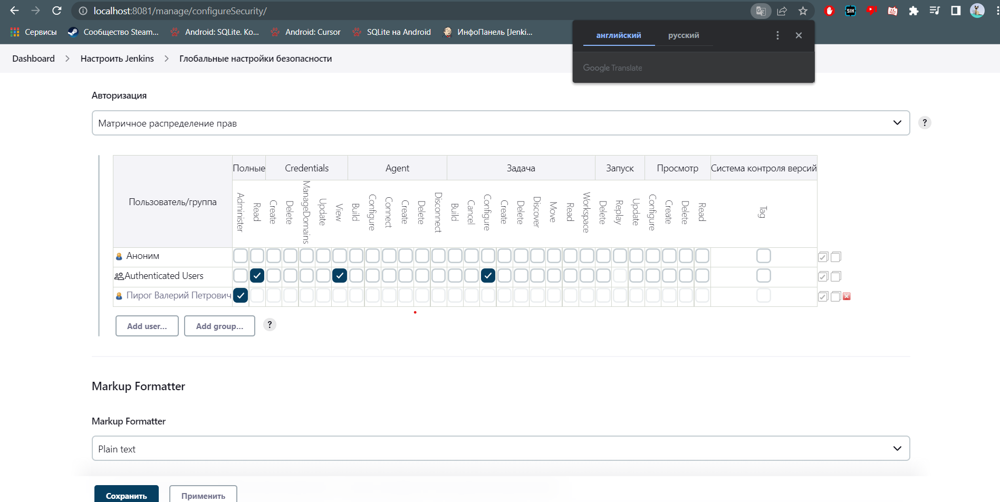 localhost:8081/manage/configureSecurity/
SIH
Сервисы Сообщество Steam... Android: SQLite. Ко... Android: Cursor SQLite на Android ИнфоПанель [Jenki...
английский русский
Google Translate
Dashboard > Настроить Jenkins > Глобальные настройки безопасности
Авторизация
Матричное распределение прав
?
Пользователь/группа Полные Credentials Agent Задача Запуск Просмотр Система контроля версий
Administer Read Create Delete ManageDomains Update View Build Configure Connect Create Delete Disconnect Build Cancel Configure Create Delete Discover Move Read Workspace Delete Replay Update Configure Create Delete Read Tag
Аноним
Authenticated Users
Пирог Валерий Петрович
Add user... Add group... ?
Markup Formatter
Markup Formatter
Plain text
Сохранить Применить